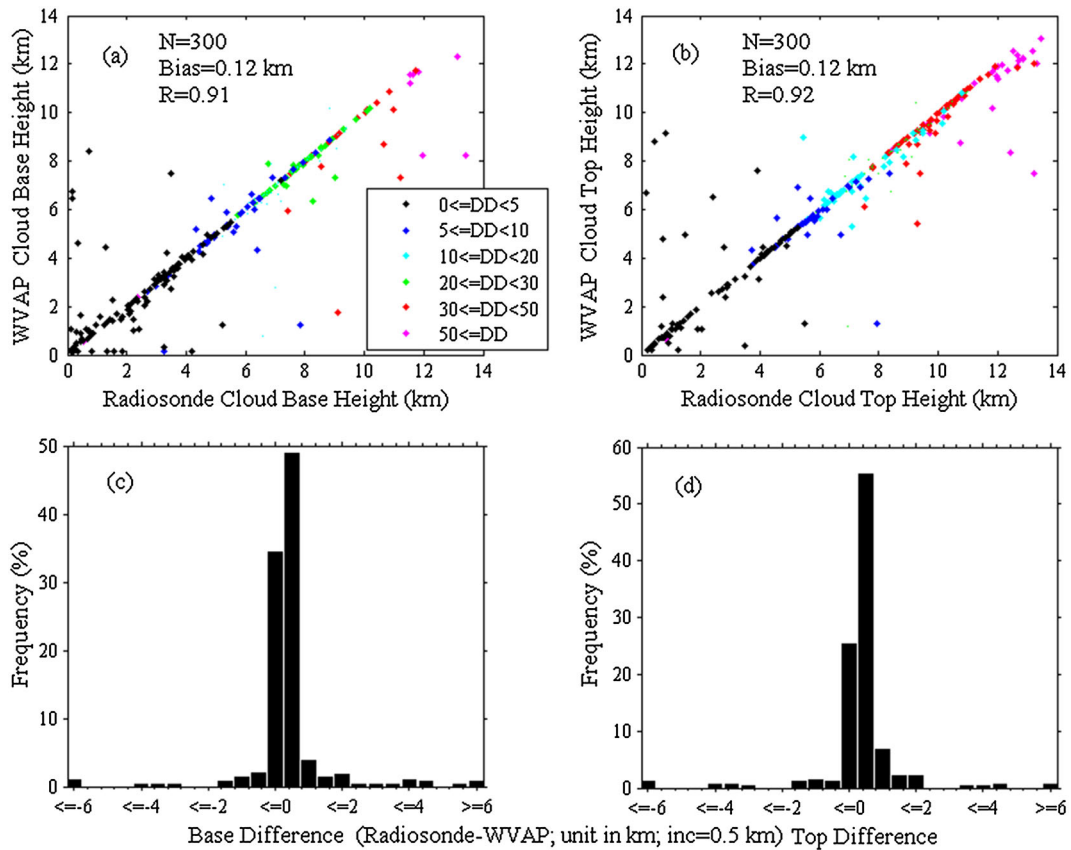 14
12
10
8
6
4
2
0
WVAP Cloud Base Height (km)
(a)
N=300
Bias=0.12 km
R=0.91
0<=DD<5
5<=DD<10
10<=DD<20
20<=DD<30
30<=DD<50
50<=DD
0 2 4 6 8 10 12 14
Radiosonde Cloud Base Height (km)
14
12
10
8
6
4
2
0
WVAP Cloud Top Height (km)
(b)
N=300
Bias=0.12 km
R=0.92
0 2 4 6 8 10 12 14
Radiosonde Cloud Top Height (km)
50
40
30
20
10
0
Frequency (%)
(c)
<=-6 <=-4 <=-2 <=0 <=2 <=4 >=6
60
50
40
30
20
10
0
Frequency (%)
(d)
<=-6 <=-4 <=-2 <=0 <=2 <=4 >=6
Base Difference (Radiosonde-WVAP; unit in km; inc=0.5 km) Top Difference